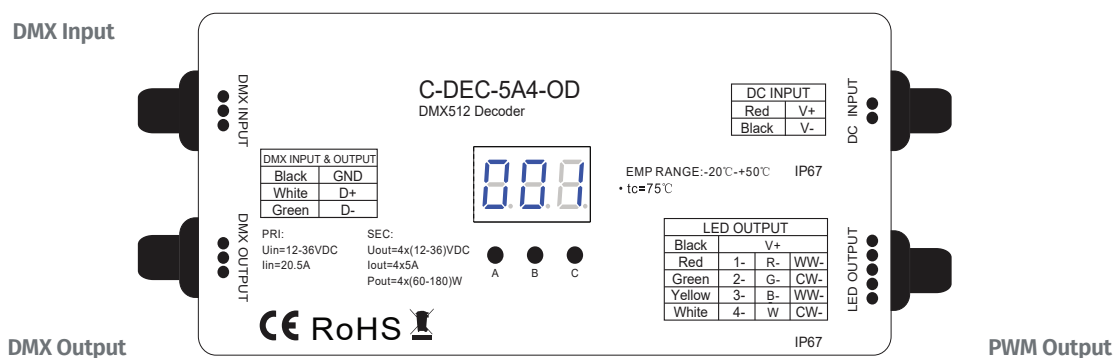 DMX Input
DMX INPUT
C-DEC-5A4-OD
DMX512 Decoder
DC INPUT
Red V+
Black V-
DC INPUT
DMX INPUT & OUTPUT
Black GND
White D+
Green D-
001
EMP RANGE:-20℃-+50℃ IP67
• tc=75℃
PRI:
Uin=12-36VDC
Iin=20.5A
SEC:
Uout=4x(12-36)VDC
Iout=4x5A
Pout=4x(60-180)W
A B C
LED OUTPUT
Black V+
Red 1- R- WW-
Green 2- G- CW-
Yellow 3- B- WW-
White 4- W CW-
DMX OUTPUT
LED OUTPUT
CE RoHS
IP67
DMX Output
PWM Output